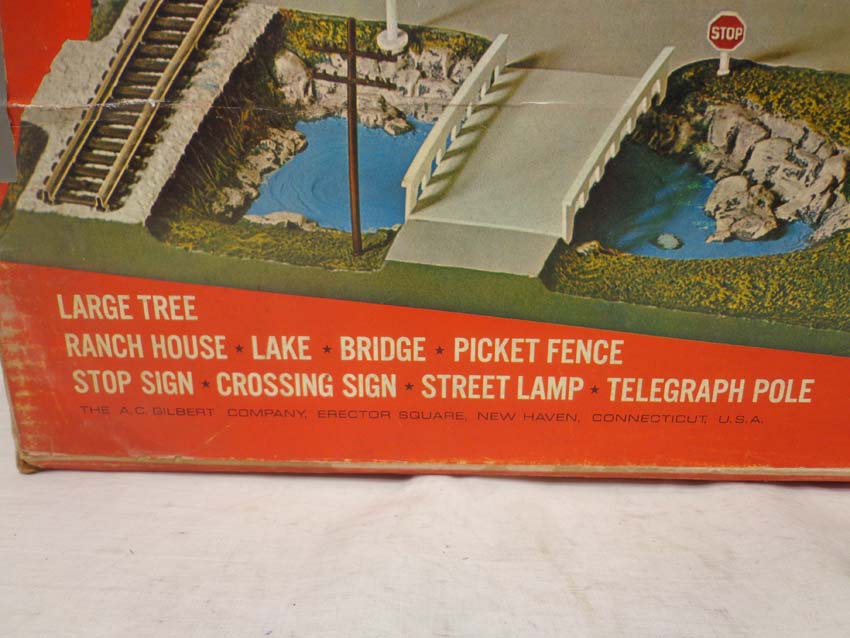 STOP
LARGE TREE
RANCH HOUSE ★ LAKE ★ BRIDGE ★ PICKET FENCE
STOP SIGN ★ CROSSING SIGN ★ STREET LAMP ★ TELEGRAPH POLE
THE A.C. GILBERT COMPANY, ERECTOR SQUARE, NEW HAVEN, CONNECTICUT, U.S.A.